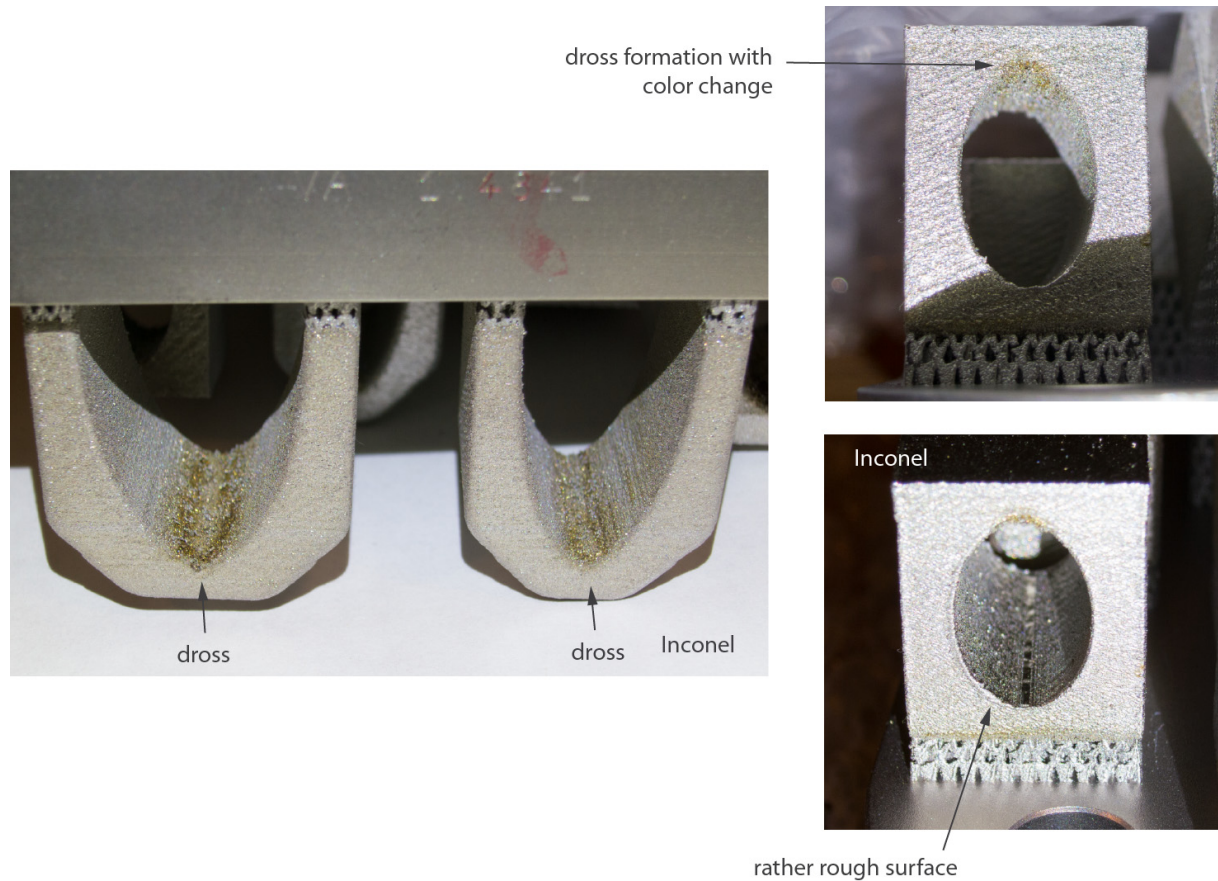 dross formation with
color change
dross
dross
Inconel
Inconel
rather rough surface